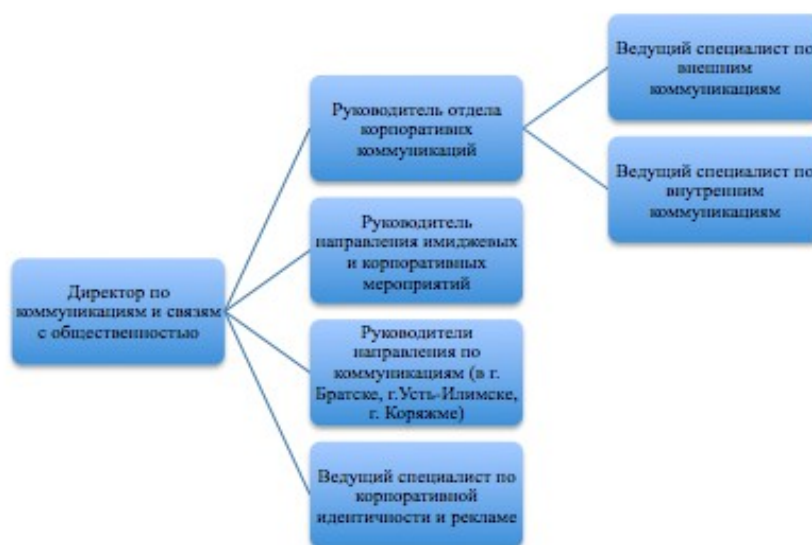 Директор по
коммуникациям и связям
с общественностью
Руководитель отдела
корпоративнх
коммуникаций
Ведущий специалист по
внешним
коммуникациям
Ведущий специалист по
внутренним
коммуникациям
Руководитель
направления имиджевых
и корпоративных
мероприятий
Руководители
направления по
коммуникациям (в г.
Братске, г.Усть-Илимске,
г. Коряжме)
Ведущий специалист по
корпоративной
идентичности и рекламе